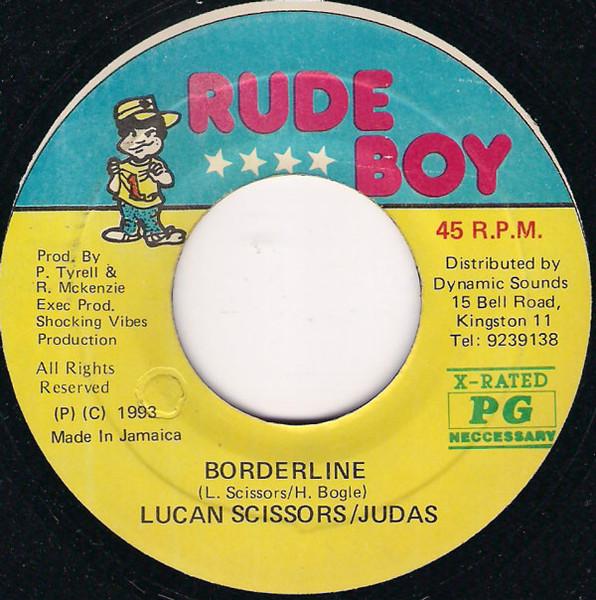 RUDE
BOY
45 R.P.M.
Prod. By
P. Tyrell &
R. Mckenzie
Exec Prod.
Shocking Vibes
Production
All Rights
Reserved
(P) (C) 1993
Made In Jamaica
Distributed by
Dynamic Sounds
15 Bell Road,
Kingston 11
Tel: 9239138
X-RATED
PG
NECCESSARY
BORDERLINE
(L. Scissors/H. Bogle)
LUCAN SCISSORS/JUDAS